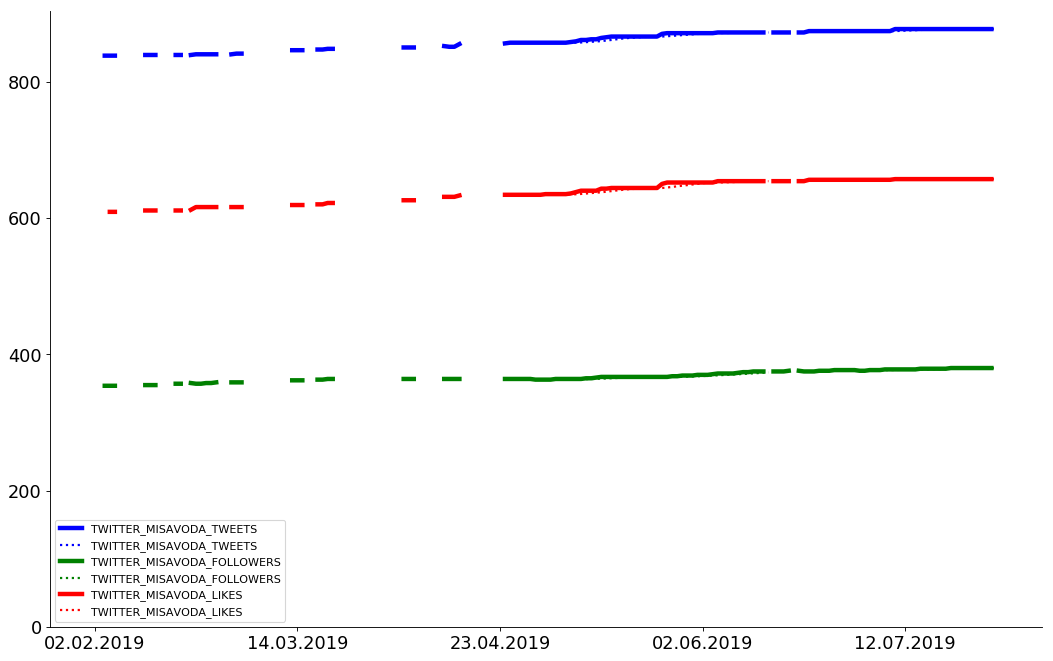 800
600
400
200
0
TWITTER_MISAVODA_TWEETS
TWITTER_MISAVODA_TWEETS
TWITTER_MISAVODA_FOLLOWERS
TWITTER_MISAVODA_FOLLOWERS
TWITTER_MISAVODA_LIKES
TWITTER_MISAVODA_LIKES
02.02.2019 14.03.2019 23.04.2019 02.06.2019 12.07.2019